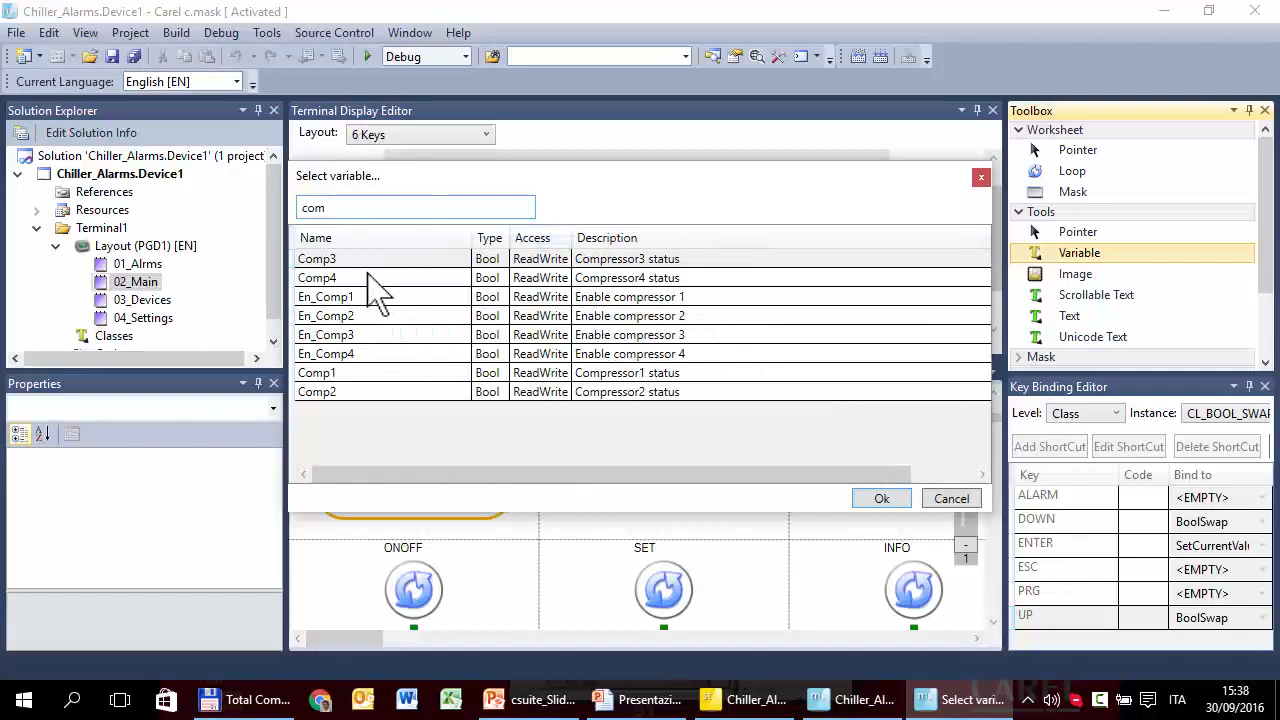 Chiller_Alarms.Device1 - Carel c.mask [ Activated ]
File Edit View Project Build Debug Tools Source Control Window Help
Debug
Current Language: English [EN]
Solution Explorer
Edit Solution Info
Solution 'Chiller_Alarms.Device1' (1 project
Chiller_Alarms.Device1
References
Resources
Terminal1
Layout (PGD1) [EN]
01_Alrms
02_Main
03_Devices
04_Settings
Classes
Properties
Terminal Display Editor
Layout: 6 Keys
Select variable...
com
Name Type Access Description
Comp3 Bool ReadWrite Compressor3 status
Comp4 Bool ReadWrite Compressor4 status
En_Comp1 Bool ReadWrite Enable compressor 1
En_Comp2 Bool ReadWrite Enable compressor 2
En_Comp3 Bool ReadWrite Enable compressor 3
En_Comp4 Bool ReadWrite Enable compressor 4
Comp1 Bool ReadWrite Compressor1 status
Comp2 Bool ReadWrite Compressor2 status
Ok Cancel
ONOFF SET INFO
-
1
Toolbox
Worksheet
Pointer
Loop
Mask
Tools
Pointer
Variable
Image
Scrollable Text
Text
Unicode Text
Mask
Key Binding Editor
Level: Class Instance: CL_BOOL_SWAP
Add ShortCut Edit ShortCut Delete ShortCut
Key Code Bind to
ALARM <EMPTY>
DOWN BoolSwap
ENTER SetCurrentValu
ESC <EMPTY>
PRG <EMPTY>
UP BoolSwap
Total Com... csuite_Slid... Presentazi... Chiller_Al... Chiller_Al... Select vari... ITA
15:38
30/09/2016